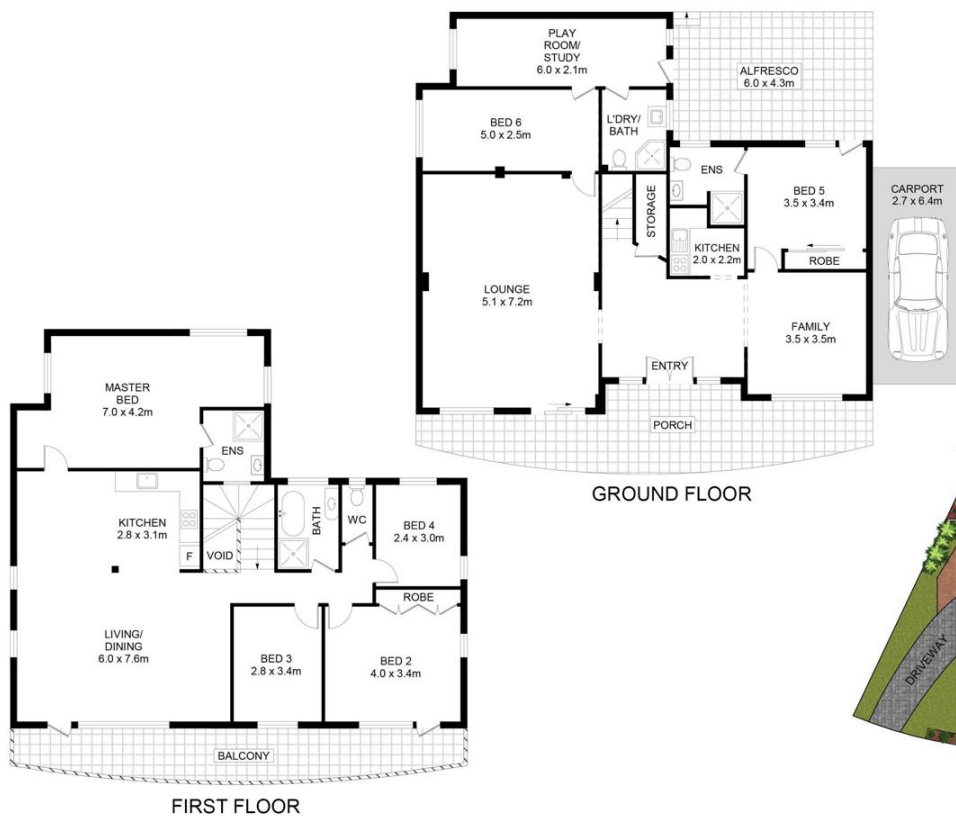 PLAY
ROOM/
STUDY
6.0 x 2.1m
ALFRESCO
6.0 x 4.3m
BED 6
5.0 x 2.5m
L'DRY/
BATH
ENS
BED 5
3.5 x 3.4m
ROBE
CARPORT
2.7 x 6.4m
STORAGE
KITCHEN
2.0 x 2.2m
LOUNGE
5.1 x 7.2m
FAMILY
3.5 x 3.5m
ENTRY
PORCH
GROUND FLOOR
MASTER
BED
7.0 x 4.2m
ENS
KITCHEN
2.8 x 3.1m
F
VOID
BATH
WC
BED 4
2.4 x 3.0m
ROBE
LIVING/
DINING
6.0 x 7.6m
BED 3
2.8 x 3.4m
BED 2
4.0 x 3.4m
BALCONY
FIRST FLOOR
DRIVEWAY